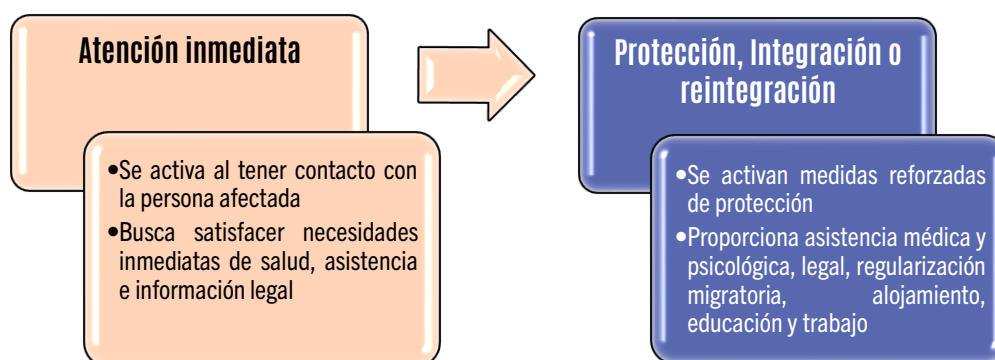 Atención inmediata
•Se activa al tener contacto con
la persona afectada
•Busca satisfacer necesidades
inmediatas de salud, asistencia
e información legal
Protección, Integración o
reintegración
•Se activan medidas reforzadas
de protección
•Proporciona asistencia médica y
psicológica, legal, regularización
migratoria, alojamiento,
educación y trabajo